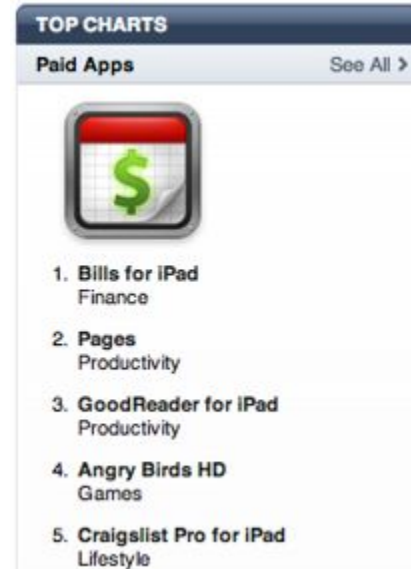 TOP CHARTS
Paid Apps See All >
$
1. Bills for iPad
Finance
2. Pages
Productivity
3. GoodReader for iPad
Productivity
4. Angry Birds HD
Games
5. Craigslist Pro for iPad
Lifestyle